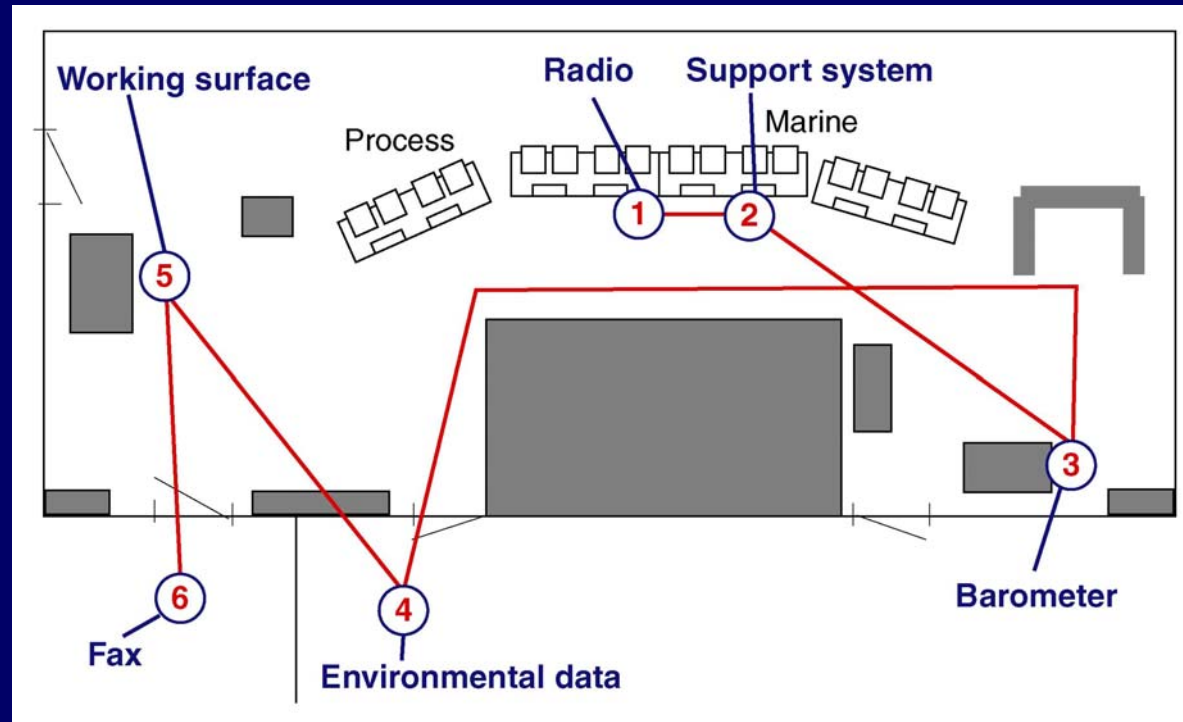 Working surface
Radio
Support system
Process
Marine
1
2
5
3
6
4
Barometer
Fax
Environmental data